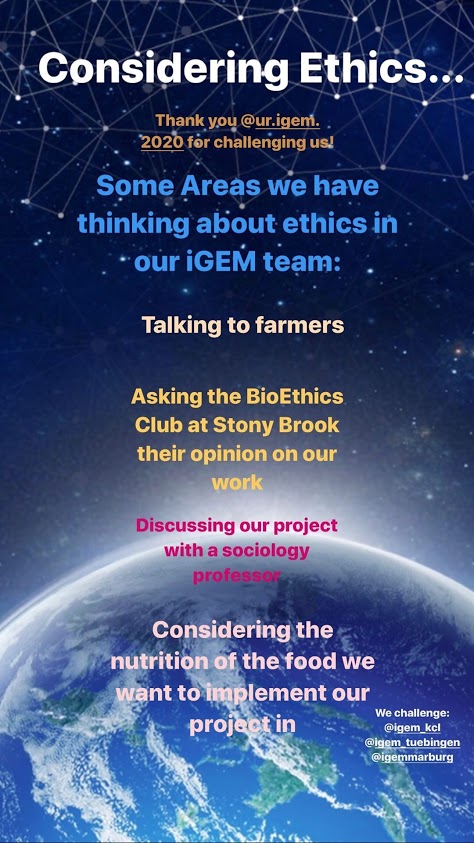 Considering Ethics...
Thank you @ur.igem.
2020 for challenging us!
Some Areas we have
thinking about ethics in
our iGEM team:
Talking to farmers
Asking the BioEthics
Club at Stony Brook
their opinion on our
work
Discussing our project
with a sociology
professor
Considering the
nutrition of the food we
want to implement our
project in
We challenge:
@igem_kcl
@igem_tuebingen
@igemmarburg